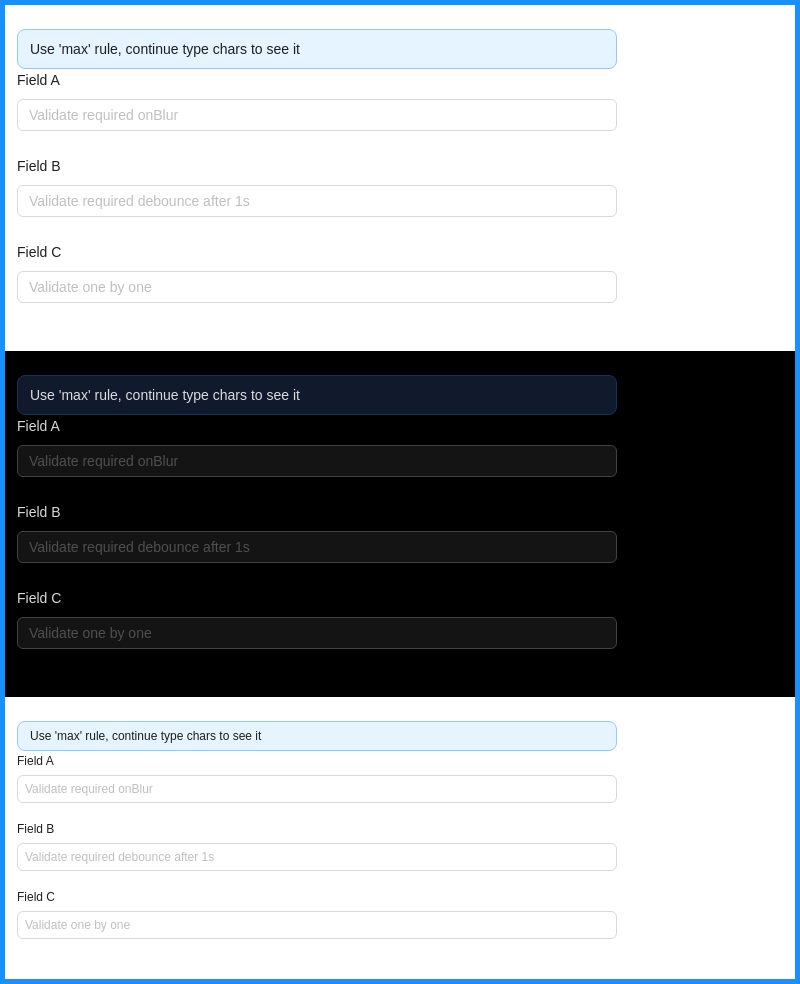 Use 'max' rule, continue type chars to see it
Field A
Validate required onBlur
Field B
Validate required debounce after 1s
Field C
Validate one by one
Use 'max' rule, continue type chars to see it
Field A
Validate required onBlur
Field B
Validate required debounce after 1s
Field C
Validate one by one
Use 'max' rule, continue type chars to see it
Field A
Validate required onBlur
Field B
Validate required debounce after 1s
Field C
Validate one by one